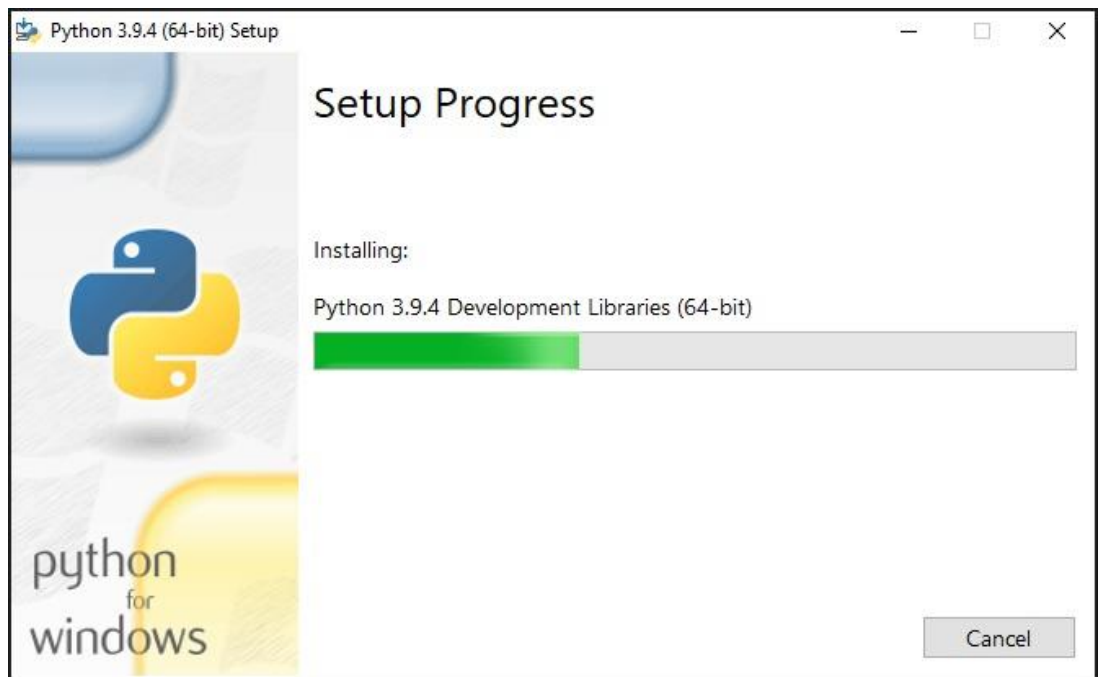 Python 3.9.4 (64-bit) Setup
Setup Progress
Installing:
Python 3.9.4 Development Libraries (64-bit)
python
for
windows
Cancel